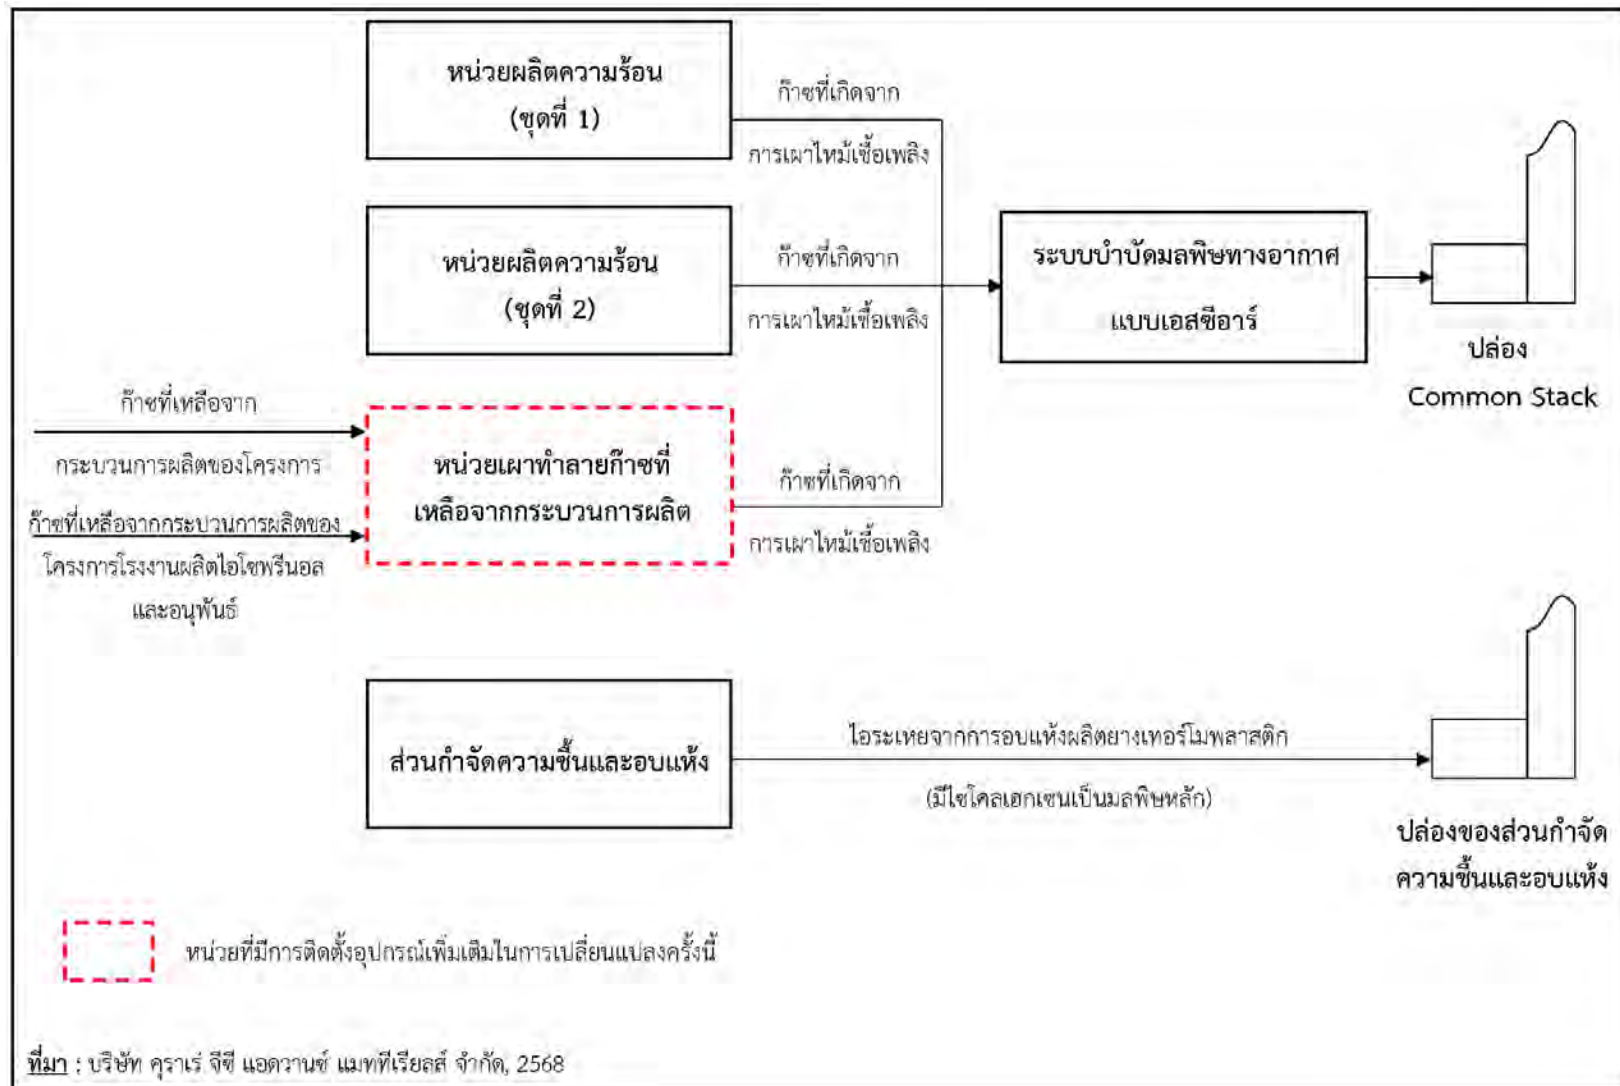 หน่วยผลิตความร้อน
(ชุดที่ 1)
ก๊าซที่เกิดจาก
การเผาไหม้เชื้อเพลิง
หน่วยผลิตความร้อน
(ชุดที่ 2)
ก๊าซที่เกิดจาก
การเผาไหม้เชื้อเพลิง
ระบบบำบัดมลพิษทางอากาศ
แบบเอสซีอาร์
ปล่อง
Common Stack
ก๊าซที่เหลือจาก
กระบวนการผลิตของโครงการ
ก๊าซที่เหลือจากกระบวนการผลิตของ
โครงการโรงงานผลิตไอโซพรีนอล
และอนุพันธ์
หน่วยเผาทำลายก๊าซที่
เหลือจากกระบวนการผลิต
ก๊าซที่เกิดจาก
การเผาไหม้เชื้อเพลิง
ส่วนกำจัดความชื้นและอบแห้ง
ไอระเหยจากการอบแห้งผลิตยางเทอร์โมพลาสติก
(มีไซโคลเฮกเซนเป็นมลพิษหลัก)
ปล่องของส่วนกำจัด
ความชื้นและอบแห้ง
หน่วยที่มีการติดตั้งอุปกรณ์เพิ่มเติมในการเปลี่ยนแปลงครั้งนี้
ที่มา : บริษัท คุราเร่ จีซี แอดวานซ์ แมททีเรียลส์ จำกัด, 2568